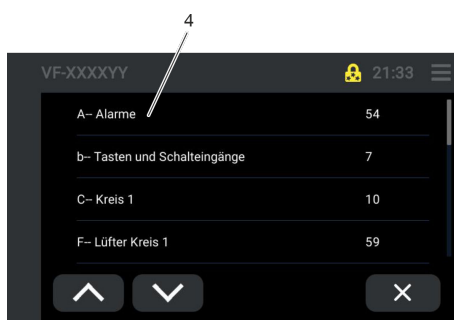 4
VF-XXXXYY 21:33
A-- Alarme 54
b-- Tasten und Schalteingänge 7
C-- Kreis 1 10
F-- Lüfter Kreis 1 59